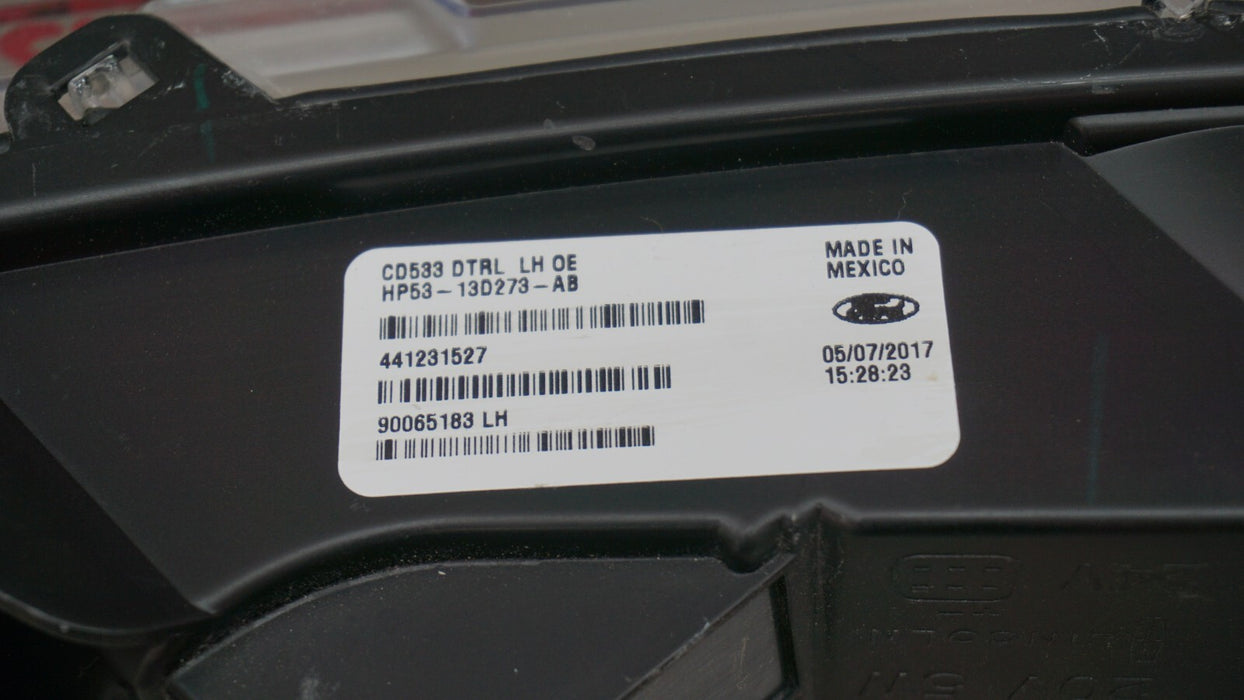 CD533 DTRL LH OE
HP53-13D273-AB
441231527
90065183 LH
MADE IN
MEXICO
Ford
05/07/2017
15:28:23